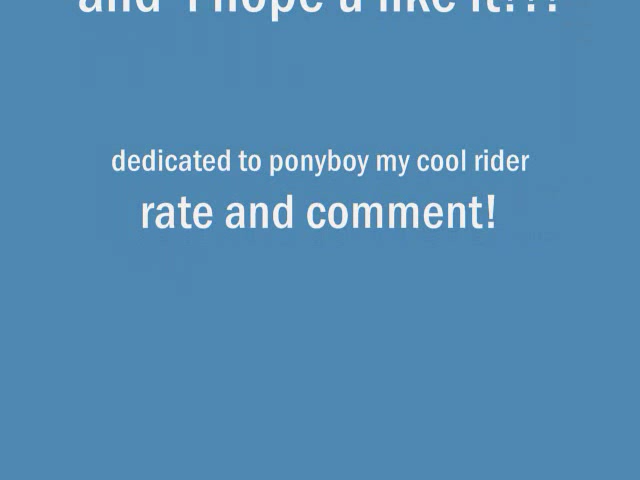 and i hope u like it!!!
dedicated to ponyboy my cool rider
rate and comment!